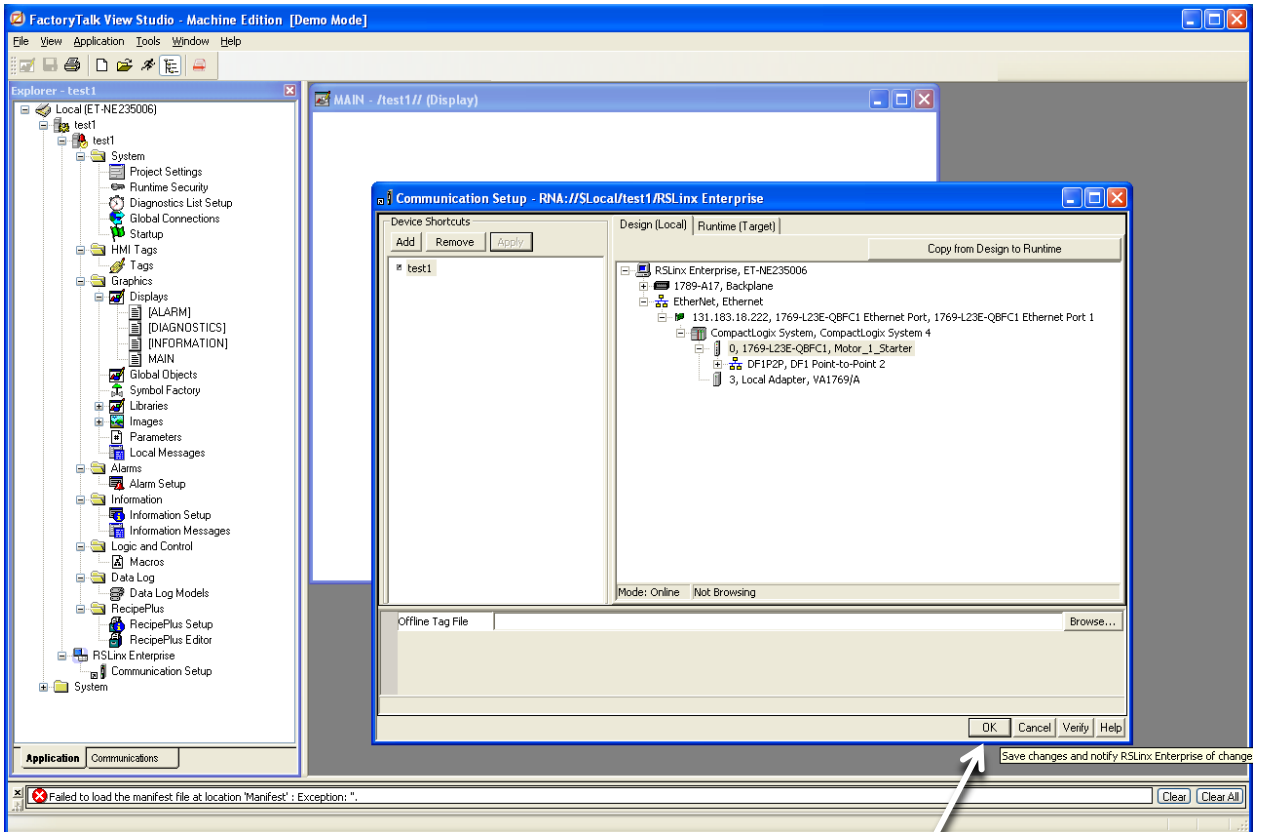 FactoryTalk View Studio - Machine Edition [Demo Mode]
File View Application Tools Window Help
Explorer - test1
Local (ET-NE235006)
test1
test1
System
Project Settings
Runtime Security
Diagnostics List Setup
Global Connections
Startup
HMI Tags
Tags
Graphics
Displays
[ALARM]
[DIAGNOSTICS]
[INFORMATION]
MAIN
Global Objects
Symbol Factory
Libraries
Images
Parameters
Local Messages
Alarms
Alarm Setup
Information
Information Setup
Information Messages
Logic and Control
Macros
Data Log
Data Log Models
RecipePlus
RecipePlus Setup
RecipePlus Editor
RSLinx Enterprise
Communication Setup
System
Application Communications
MAIN - /test1// (Display)
Communication Setup - RNA://$Local/test1/RSLinx Enterprise
Device Shortcuts
Add Remove Apply
test1
Design (Local) Runtime (Target)
Copy from Design to Runtime
RSLinx Enterprise, ET-NE235006
1789-A17, Backplane
EtherNet, Ethernet
131.183.18.222, 1769-L23E-QBFC1 Ethernet Port, 1769-L23E-QBFC1 Ethernet Port 1
CompactLogix System, CompactLogix System 4
0, 1769-L23E-QBFC1, Motor_1_Starter
DF1P2P, DF1 Point-to-Point 2
3, Local Adapter, VA1769/A
Mode: Online Not Browsing
Offline Tag File Browse...
OK Cancel Verify Help
Save changes and notify RSLinx Enterprise of change
Failed to load the manifest file at location 'Manifest' : Exception: ''.
Clear Clear All